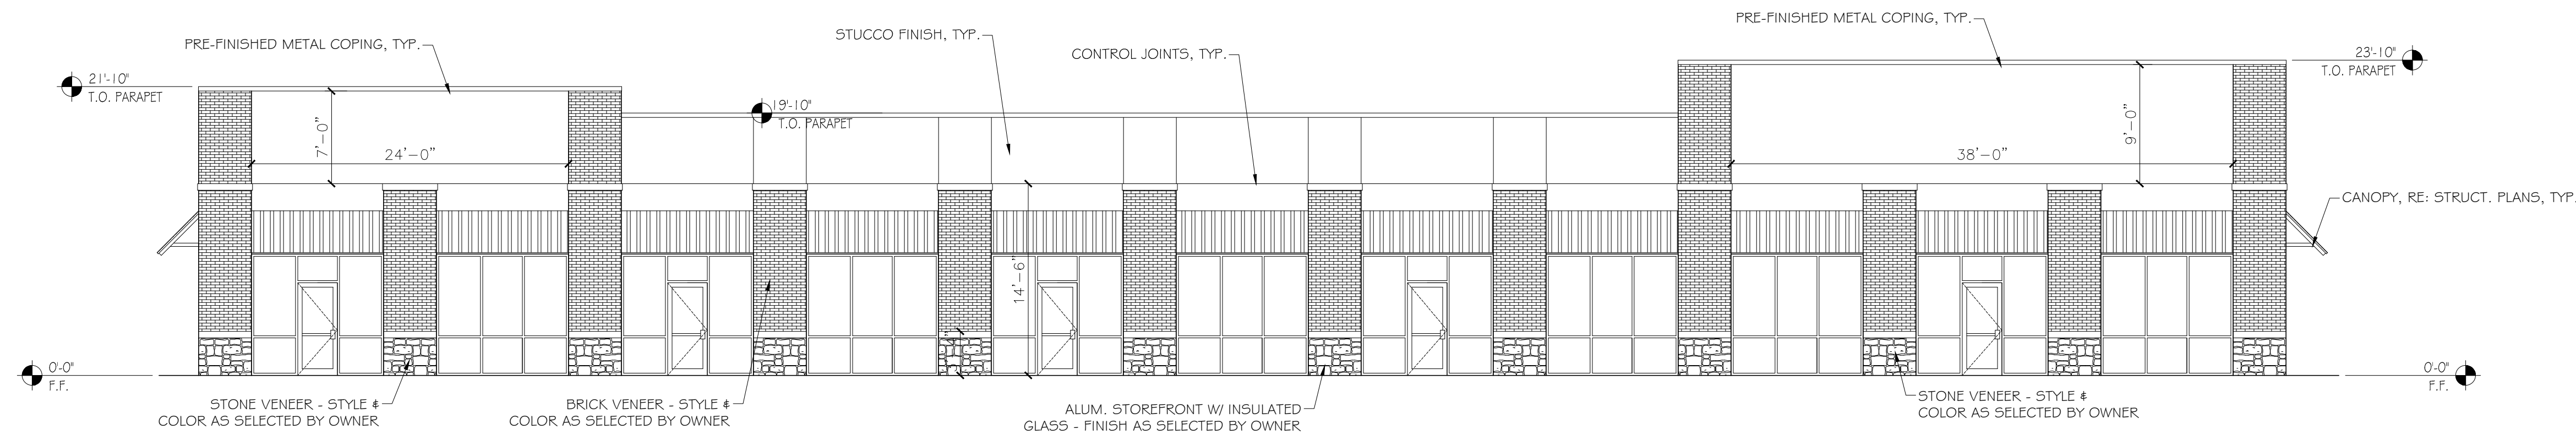 PRE-FINISHED METAL COPING, TYP.
STUCCO FINISH, TYP.
CONTROL JOINTS, TYP.
PRE-FINISHED METAL COPING, TYP.
21'-10"
T.O. PARAPET
19'-10"
T.O. PARAPET
23'-10"
T.O. PARAPET
7'-0"
24'-0"
9'-0"
38'-0"
CANOPY, RE: STRUCT. PLANS, TYP.
14'-6"
0'-0"
F.F.
0'-0"
F.F.
STONE VENEER - STYLE &
COLOR AS SELECTED BY OWNER
BRICK VENEER - STYLE &
COLOR AS SELECTED BY OWNER
ALUM. STOREFRONT W/ INSULATED
GLASS - FINISH AS SELECTED BY OWNER
STONE VENEER - STYLE &
COLOR AS SELECTED BY OWNER